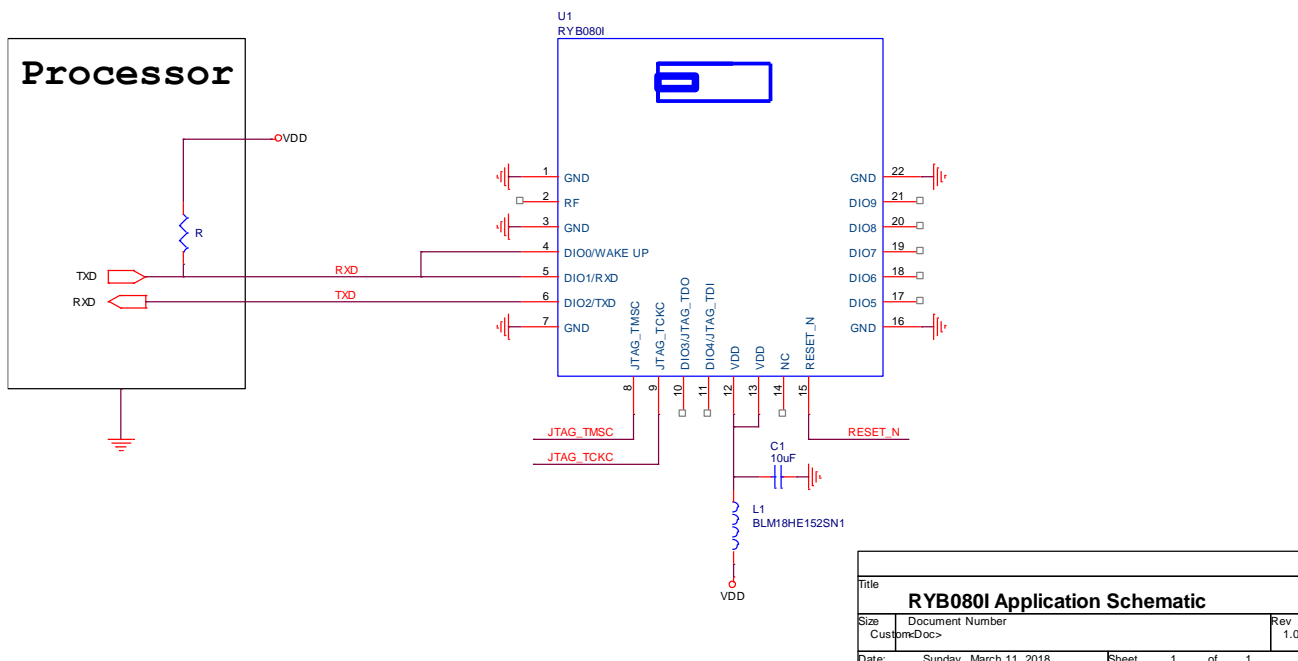 U1
RYB080I
Processor
VDD
R
TXD
RXD
RXD
TXD
1 GND
2 RF
3 GND
4 DIO0/WAKE UP
5 DIO1/RXD
6 DIO2/TXD
7 GND
22 GND
21 DIO9
20 DIO8
19 DIO7
18 DIO6
17 DIO5
16 GND
8 JTAG_TMSC
9 JTAG_TCKC
10 DIO3/JTAG_TDO
11 DIO4/JTAG_TDI
12 VDD
13 VDD
14 NC
15 RESET_N
JTAG_TMSC
JTAG_TCKC
RESET_N
C1
10uF
L1
BLM18HE152SN1
VDD
Title
RYB080I Application Schematic
Size Document Number Rev
Custom <Doc> 1.0
Date: Sunday, March 11, 2018 Sheet 1 of 1